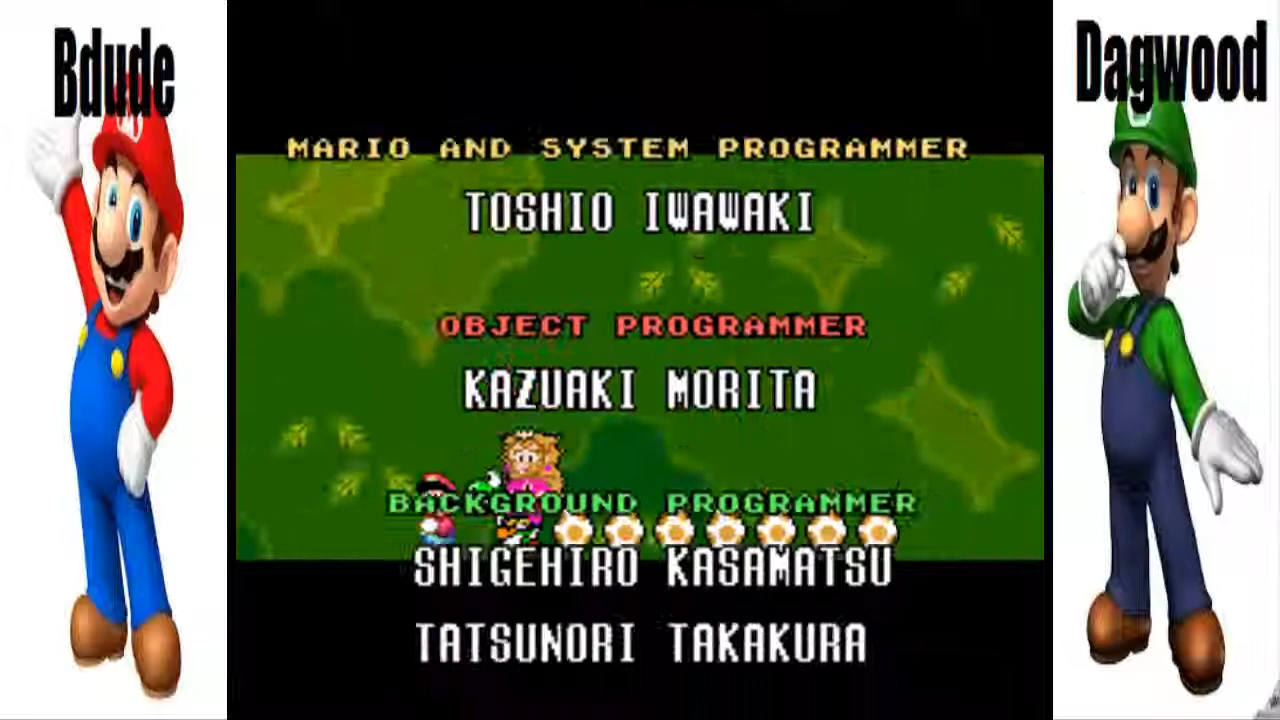 Bdude
Dagwood
MARIO AND SYSTEM PROGRAMMER
TOSHIO IWAWAKI
OBJECT PROGRAMMER
KAZUAKI MORITA
BACKGROUND PROGRAMMER
SHIGEHIRO KASAMATSU
TATSUNORI TAKAKURA